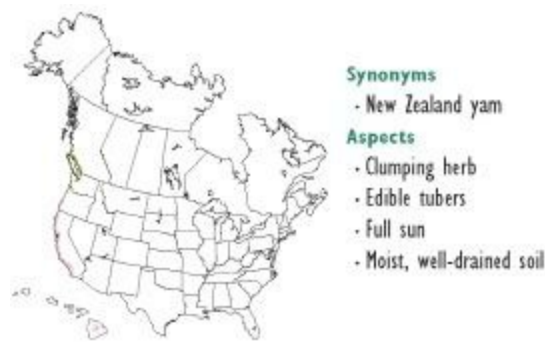 Synonyms
· New Zealand yam
Aspects
· Clumping herb
· Edible tubers
· Full sun
· Moist, well-drained soil